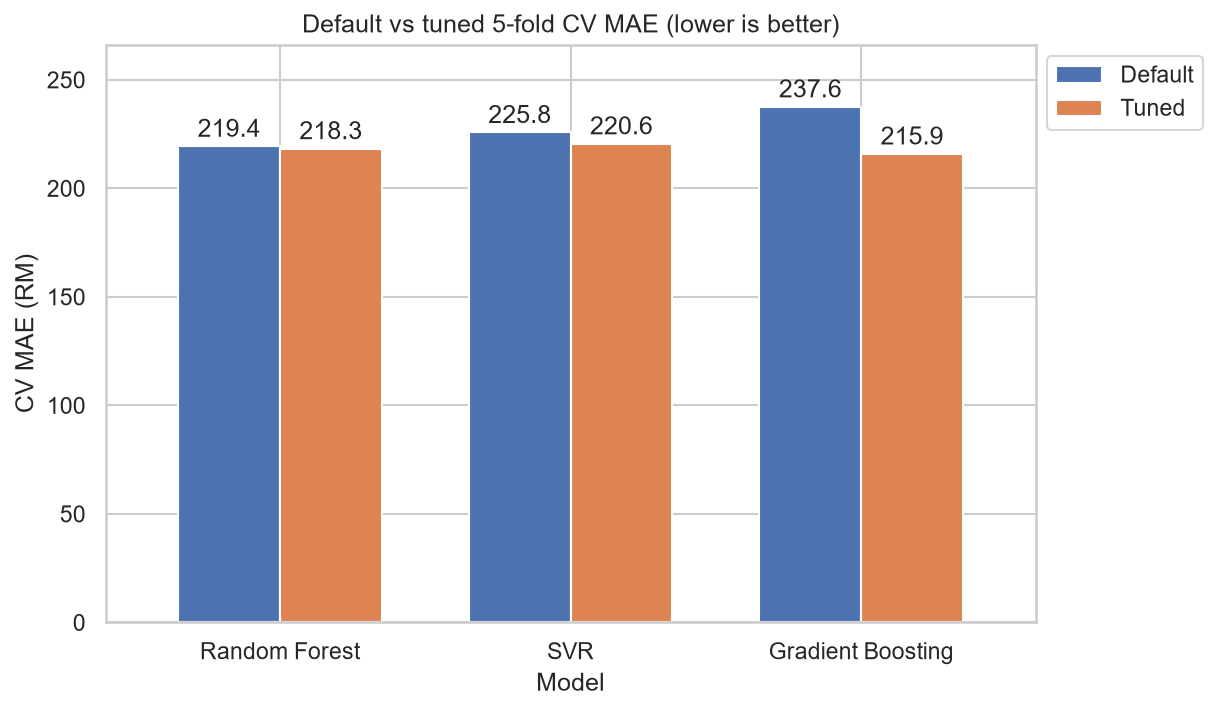 Default vs tuned 5-fold CV MAE (lower is better)
Default
Tuned
CV MAE (RM)
250
200
150
100
50
0
219.4
218.3
225.8
220.6
237.6
215.9
Random Forest
SVR
Gradient Boosting
Model